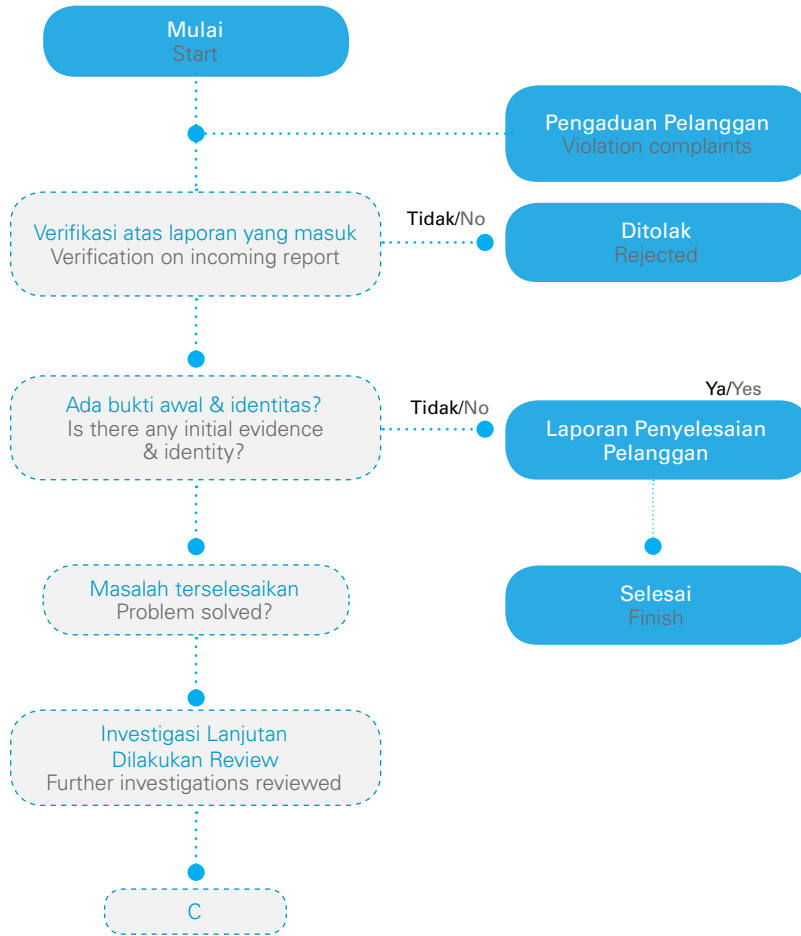 Mulai
Start
Pengaduan Pelanggan
Violation complaints
Verifikasi atas laporan yang masuk
Verification on incoming report
Tidak/No
Ditolak
Rejected
Ada bukti awal & identitas?
Is there any initial evidence
& identity?
Tidak/No
Ya/Yes
Laporan Penyelesaian
Pelanggan
Masalah terselesaikan
Problem solved?
Selesai
Finish
Investigasi Lanjutan
Dilakukan Review
Further investigations reviewed
C